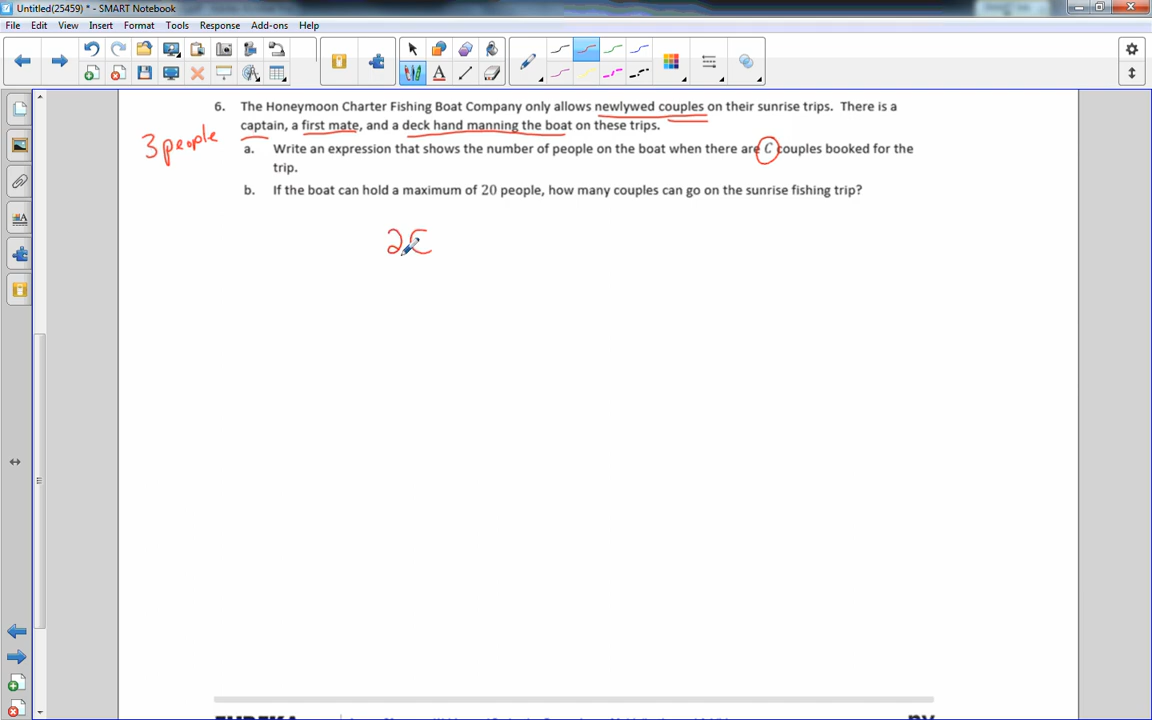 Untitled(25459) * - SMART Notebook
File Edit View Insert Format Tools Response Add-ons Help
6. The Honeymoon Charter Fishing Boat Company only allows newlywed couples on their sunrise trips. There is a
captain, a first mate, and a deck hand manning the boat on these trips.
3 people
a. Write an expression that shows the number of people on the boat when there are C couples booked for the
trip.
b. If the boat can hold a maximum of 20 people, how many couples can go on the sunrise fishing trip?
2C